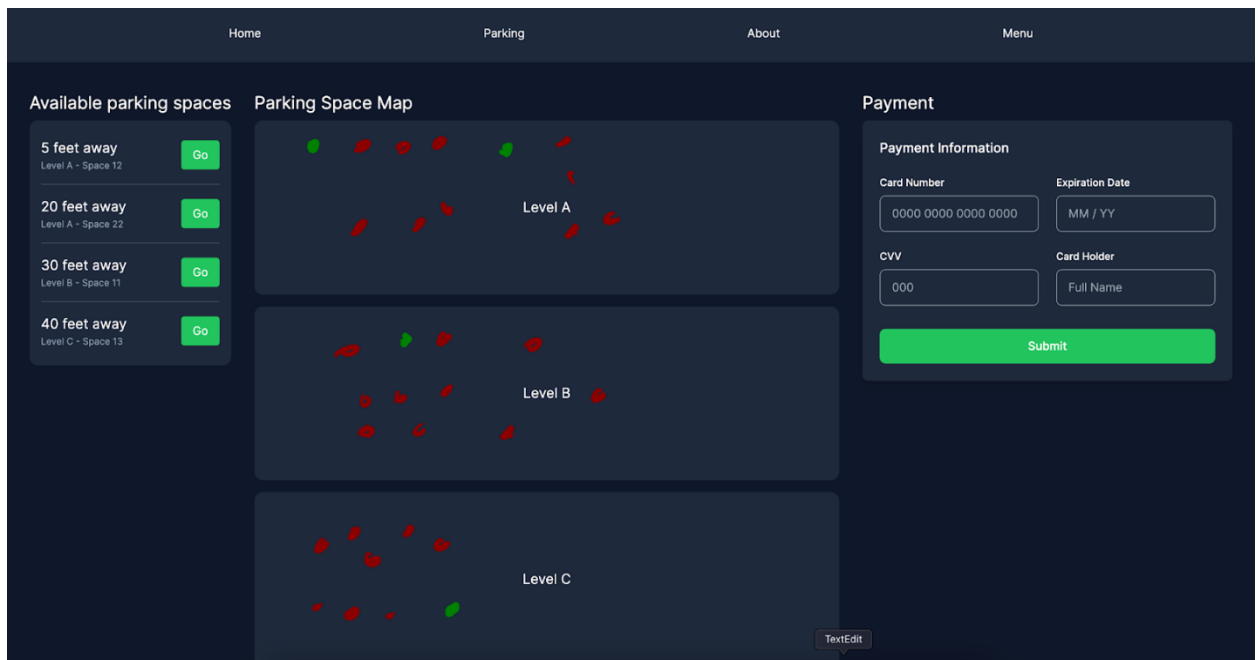 Home Parking About Menu
Available parking spaces
5 feet away
Level A - Space 12
Go
20 feet away
Level A - Space 22
Go
30 feet away
Level B - Space 11
Go
40 feet away
Level C - Space 13
Go
Parking Space Map
Level A
Level B
Level C
Payment
Payment Information
Card Number Expiration Date
0000 0000 0000 0000 MM / YY
CVV Card Holder
000 Full Name
Submit
TextEdit